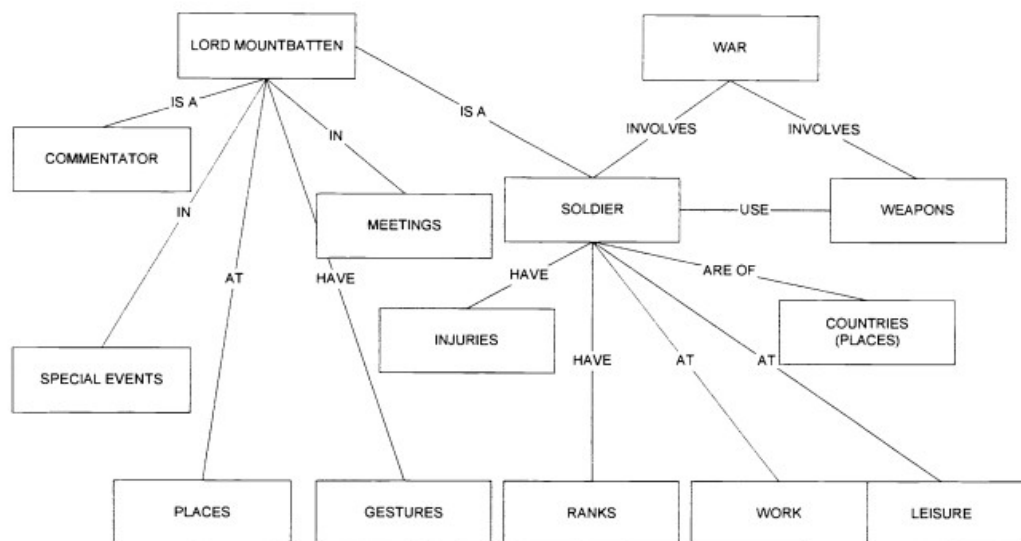 LORD MOUNTBATTEN
WAR
IS A
IS A
IN
INVOLVES
INVOLVES
COMMENTATOR
MEETINGS
SOLDIER
USE
WEAPONS
IN
AT
HAVE
HAVE
ARE OF
INJURIES
COUNTRIES
(PLACES)
HAVE
AT
AT
SPECIAL EVENTS
PLACES
GESTURES
RANKS
WORK
LEISURE